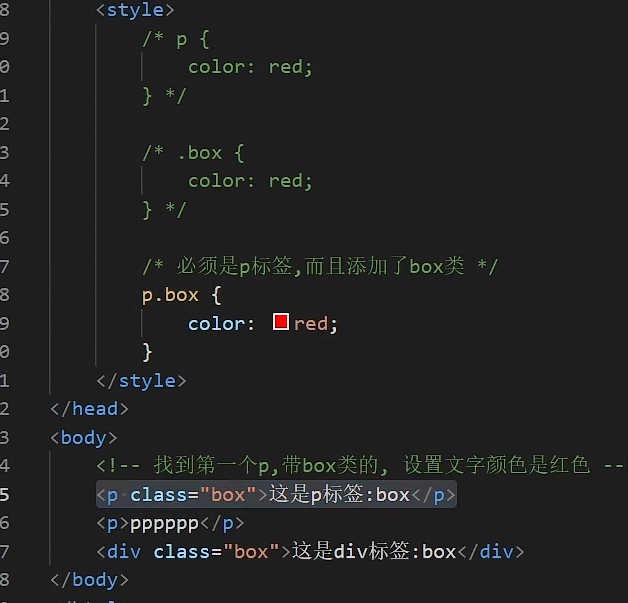 8 <style>
9 /* p {
0 color: red;
1 } */
2
3 /* .box {
4 color: red;
5 } */
6
7 /* 必须是p标签,而且添加了box类 */
8 p.box {
9 color: red;
0 }
1 </style>
2 </head>
3 <body>
4 <!-- 找到第一个p,带box类的, 设置文字颜色是红色 --
5 <p class="box">这是p标签:box</p>
6 <p>pppppp</p>
7 <div class="box">这是div标签:box</div>
8 </body>